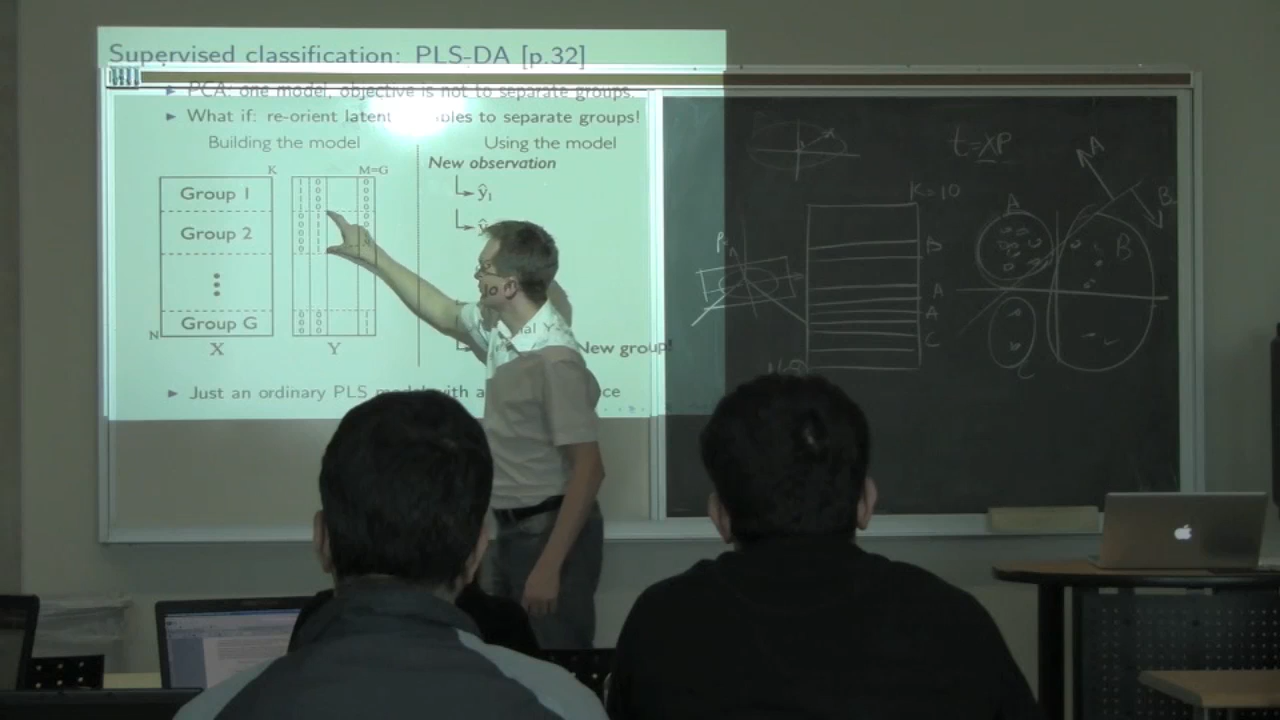 Supervised classification: PLS-DA [p.32]
PCA: one model, objective is not to separate groups.
What if: re-orient latent bles to separate groups!
Building the model
Using the model
New observation
K
M=G
Group 1
Group 2
Group G
N
X
Y
ŷ₁
ŷ
New group!
Just an ordinary PLS model with a
t=XP
K=10
B
A
A
C
A
B
A
B
C